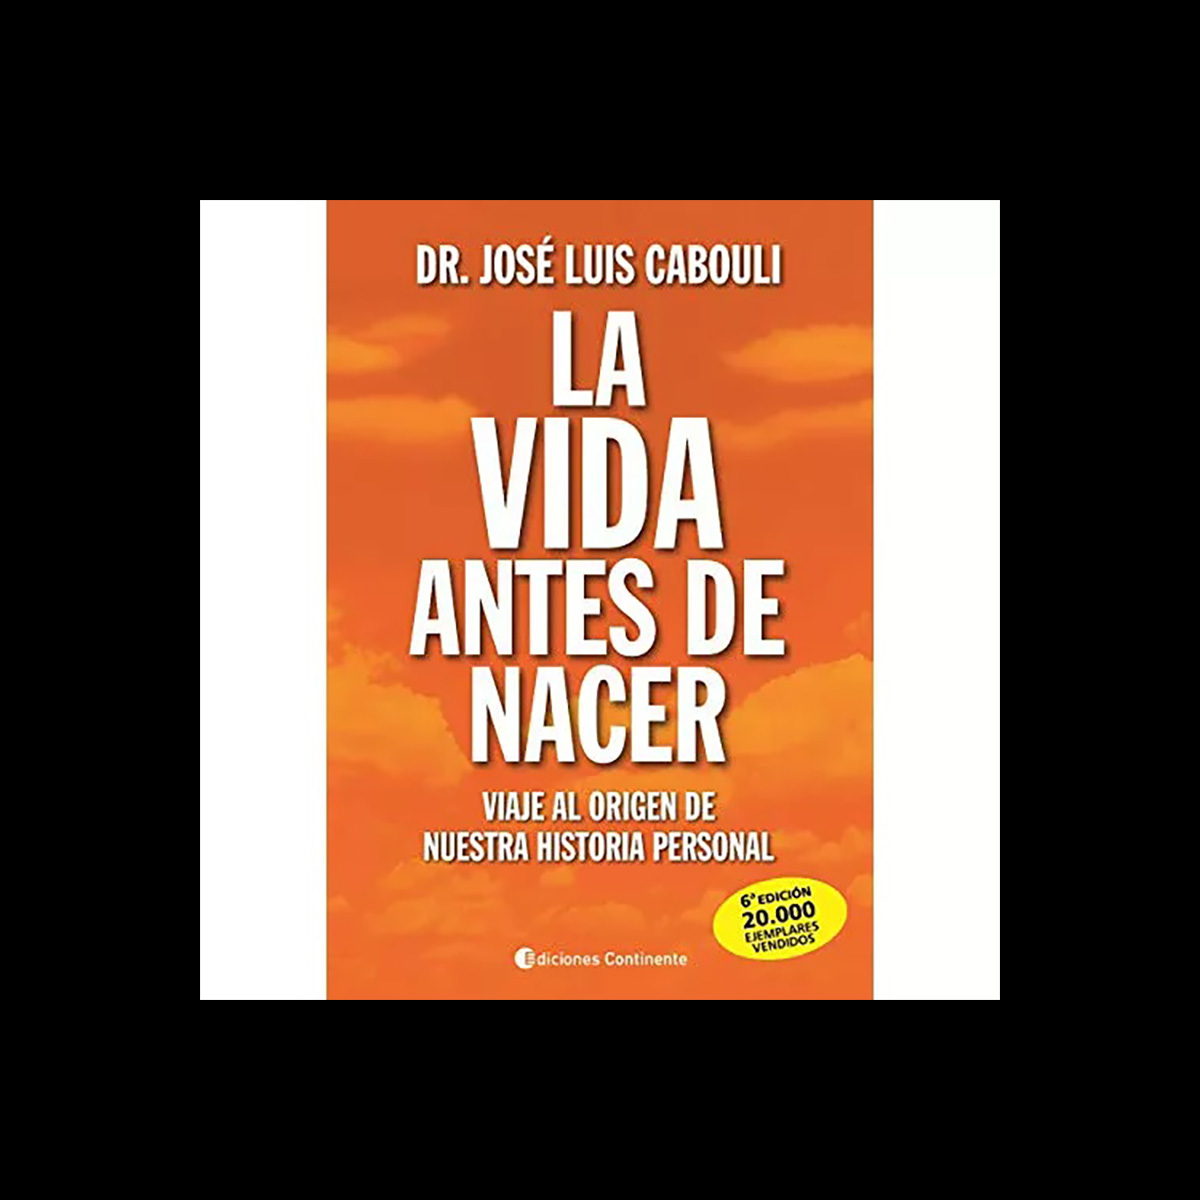 DR. JOSÉ LUIS CABOULI
LA
VIDA
ANTES DE
NACER
VIAJE AL ORIGEN DE
NUESTRA HISTORIA PERSONAL
6ª EDICIÓN
20.000
EJEMPLARES
VENDIDOS
Ediciones Continente